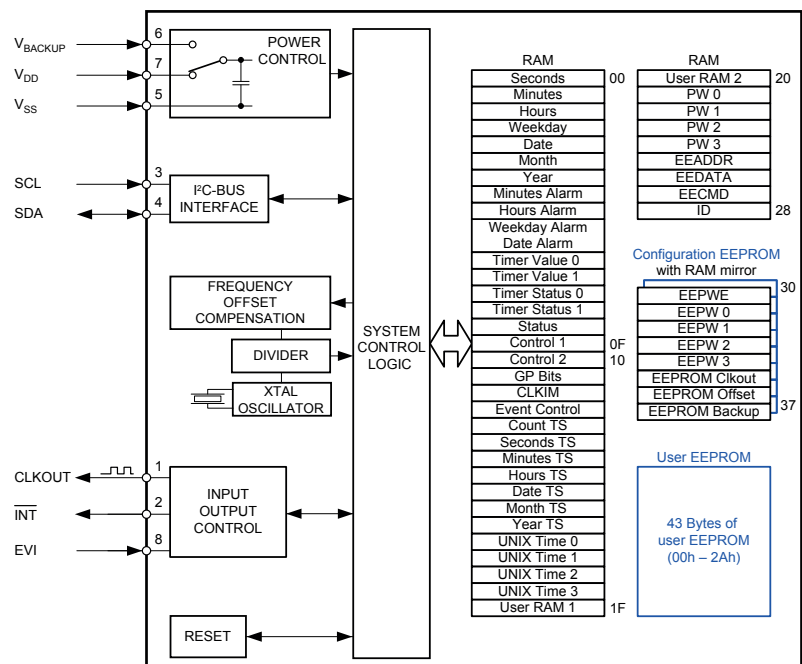 V_BACKUP
6
V_DD
7
V_SS
5
POWER
CONTROL
SCL
3
SDA
4
I²C-BUS
INTERFACE
FREQUENCY
OFFSET
COMPENSATION
DIVIDER
XTAL
OSCILLATOR
CLKOUT
1
INT
2
EVI
8
INPUT
OUTPUT
CONTROL
RESET
SYSTEM
CONTROL
LOGIC
RAM
Seconds 00
Minutes
Hours
Weekday
Date
Month
Year
Minutes Alarm
Hours Alarm
Weekday Alarm
Date Alarm
Timer Value 0
Timer Value 1
Timer Status 0
Timer Status 1
Status
Control 1 0F
Control 2 10
GP Bits
CLKIM
Event Control
Count TS
Seconds TS
Minutes TS
Hours TS
Date TS
Month TS
Year TS
UNIX Time 0
UNIX Time 1
UNIX Time 2
UNIX Time 3
User RAM 1 1F
RAM
User RAM 2 20
PW 0
PW 1
PW 2
PW 3
EEADDR
EEDATA
EECMD
ID 28
Configuration EEPROM
with RAM mirror
30
EEPWE
EEPW 0
EEPW 1
EEPW 2
EEPW 3
EEPROM Clkout
EEPROM Offset
EEPROM Backup 37
User EEPROM
43 Bytes of
user EEPROM
(00h – 2Ah)